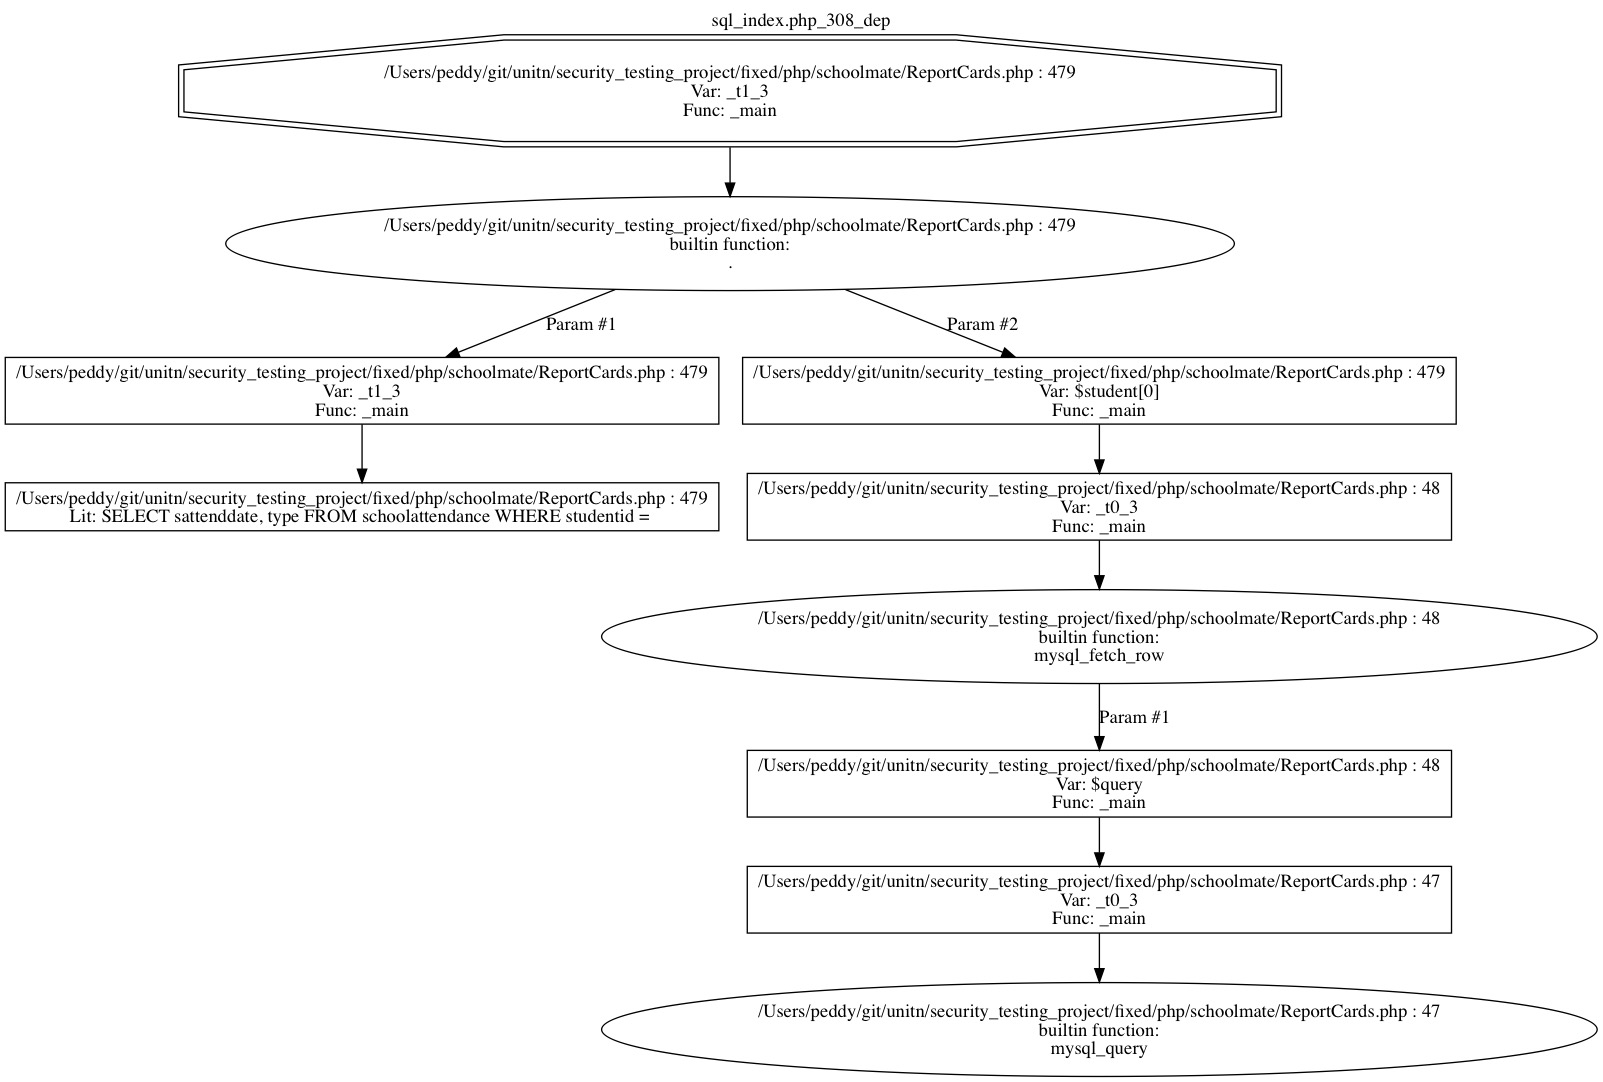 sql_index.php_308_dep
/Users/peddy/git/unitn/security_testing_project/fixed/php/schoolmate/ReportCards.php : 479
Var: _t1_3
Func: _main
/Users/peddy/git/unitn/security_testing_project/fixed/php/schoolmate/ReportCards.php : 479
builtin function:
.
Param #1
Param #2
/Users/peddy/git/unitn/security_testing_project/fixed/php/schoolmate/ReportCards.php : 479
Var: _t1_3
Func: _main
/Users/peddy/git/unitn/security_testing_project/fixed/php/schoolmate/ReportCards.php : 479
Var: $student[0]
Func: _main
/Users/peddy/git/unitn/security_testing_project/fixed/php/schoolmate/ReportCards.php : 479
Lit: SELECT sattenddate, type FROM schoolattendance WHERE studentid =
/Users/peddy/git/unitn/security_testing_project/fixed/php/schoolmate/ReportCards.php : 48
Var: _t0_3
Func: _main
/Users/peddy/git/unitn/security_testing_project/fixed/php/schoolmate/ReportCards.php : 48
builtin function:
mysql_fetch_row
Param #1
/Users/peddy/git/unitn/security_testing_project/fixed/php/schoolmate/ReportCards.php : 48
Var: $query
Func: _main
/Users/peddy/git/unitn/security_testing_project/fixed/php/schoolmate/ReportCards.php : 47
Var: _t0_3
Func: _main
/Users/peddy/git/unitn/security_testing_project/fixed/php/schoolmate/ReportCards.php : 47
builtin function:
mysql_query